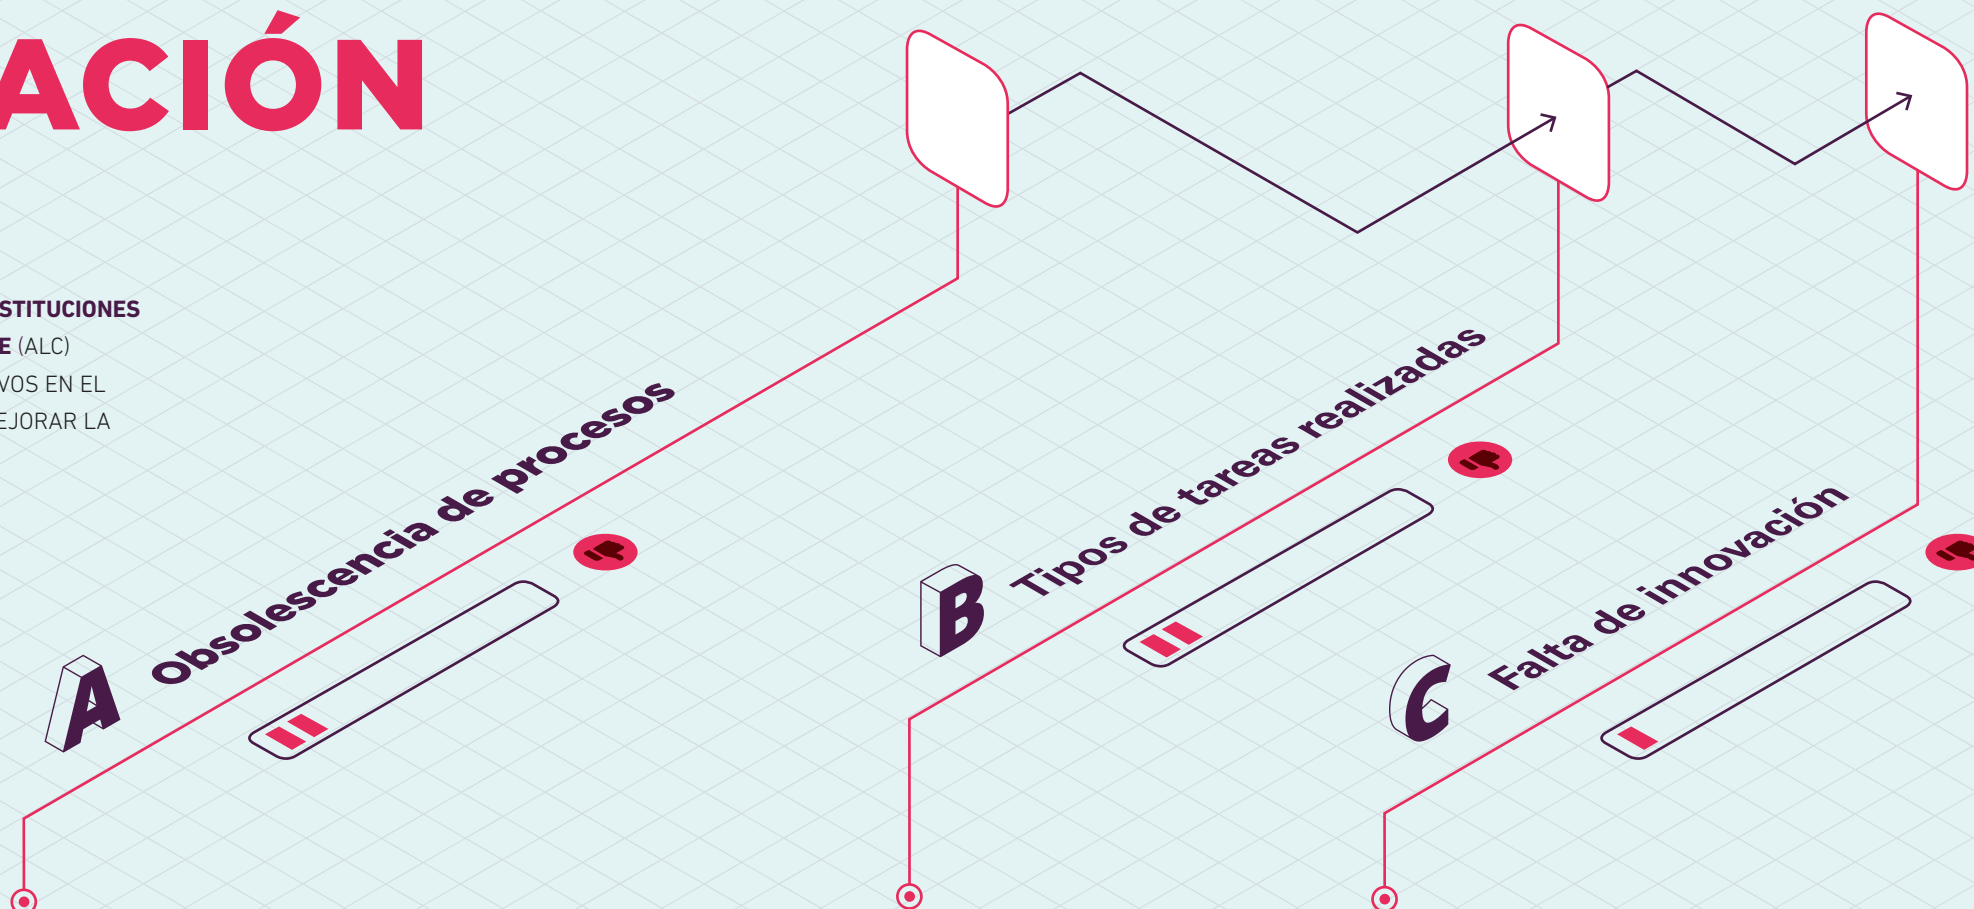 ACIÓN
STITUCIONES
E (ALC)
VOS EN EL
EJORAR LA
A Obsolescencia de procesos
B Tipos de tareas realizadas
C Falta de innovación